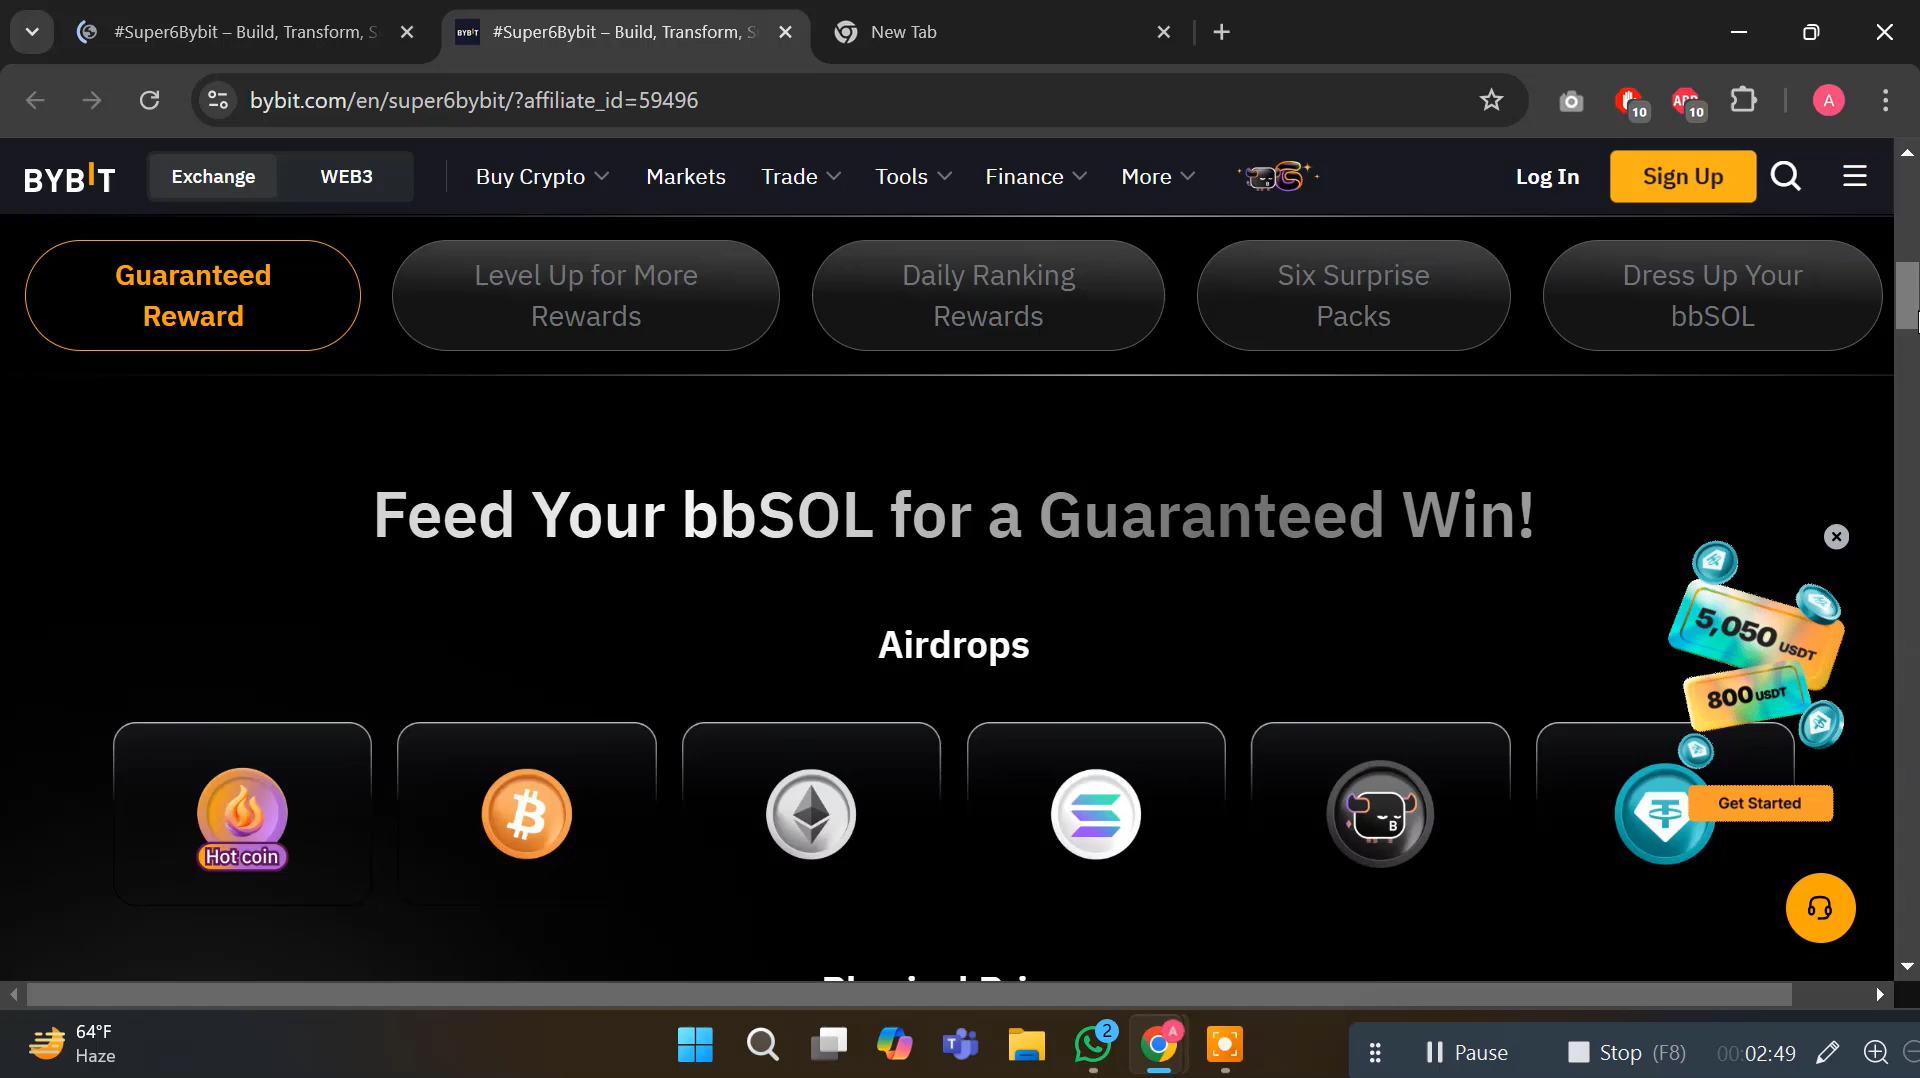 #Super6Bybit – Build, Transform, S
#Super6Bybit – Build, Transform, S
New Tab
bybit.com/en/super6bybit/?affiliate_id=59496
10
10
A
BYBIT
Exchange
WEB3
Buy Crypto
Markets
Trade
Tools
Finance
More
Log In
Sign Up
Guaranteed
Reward
Level Up for More
Rewards
Daily Ranking
Rewards
Six Surprise
Packs
Dress Up Your
bbSOL
Feed Your bbSOL for a Guaranteed Win!
Airdrops
5,050 USDT
800 USDT
Hot coin
B
Get Started
64°F
Haze
2
A
Pause
Stop (F8)
00:02:49